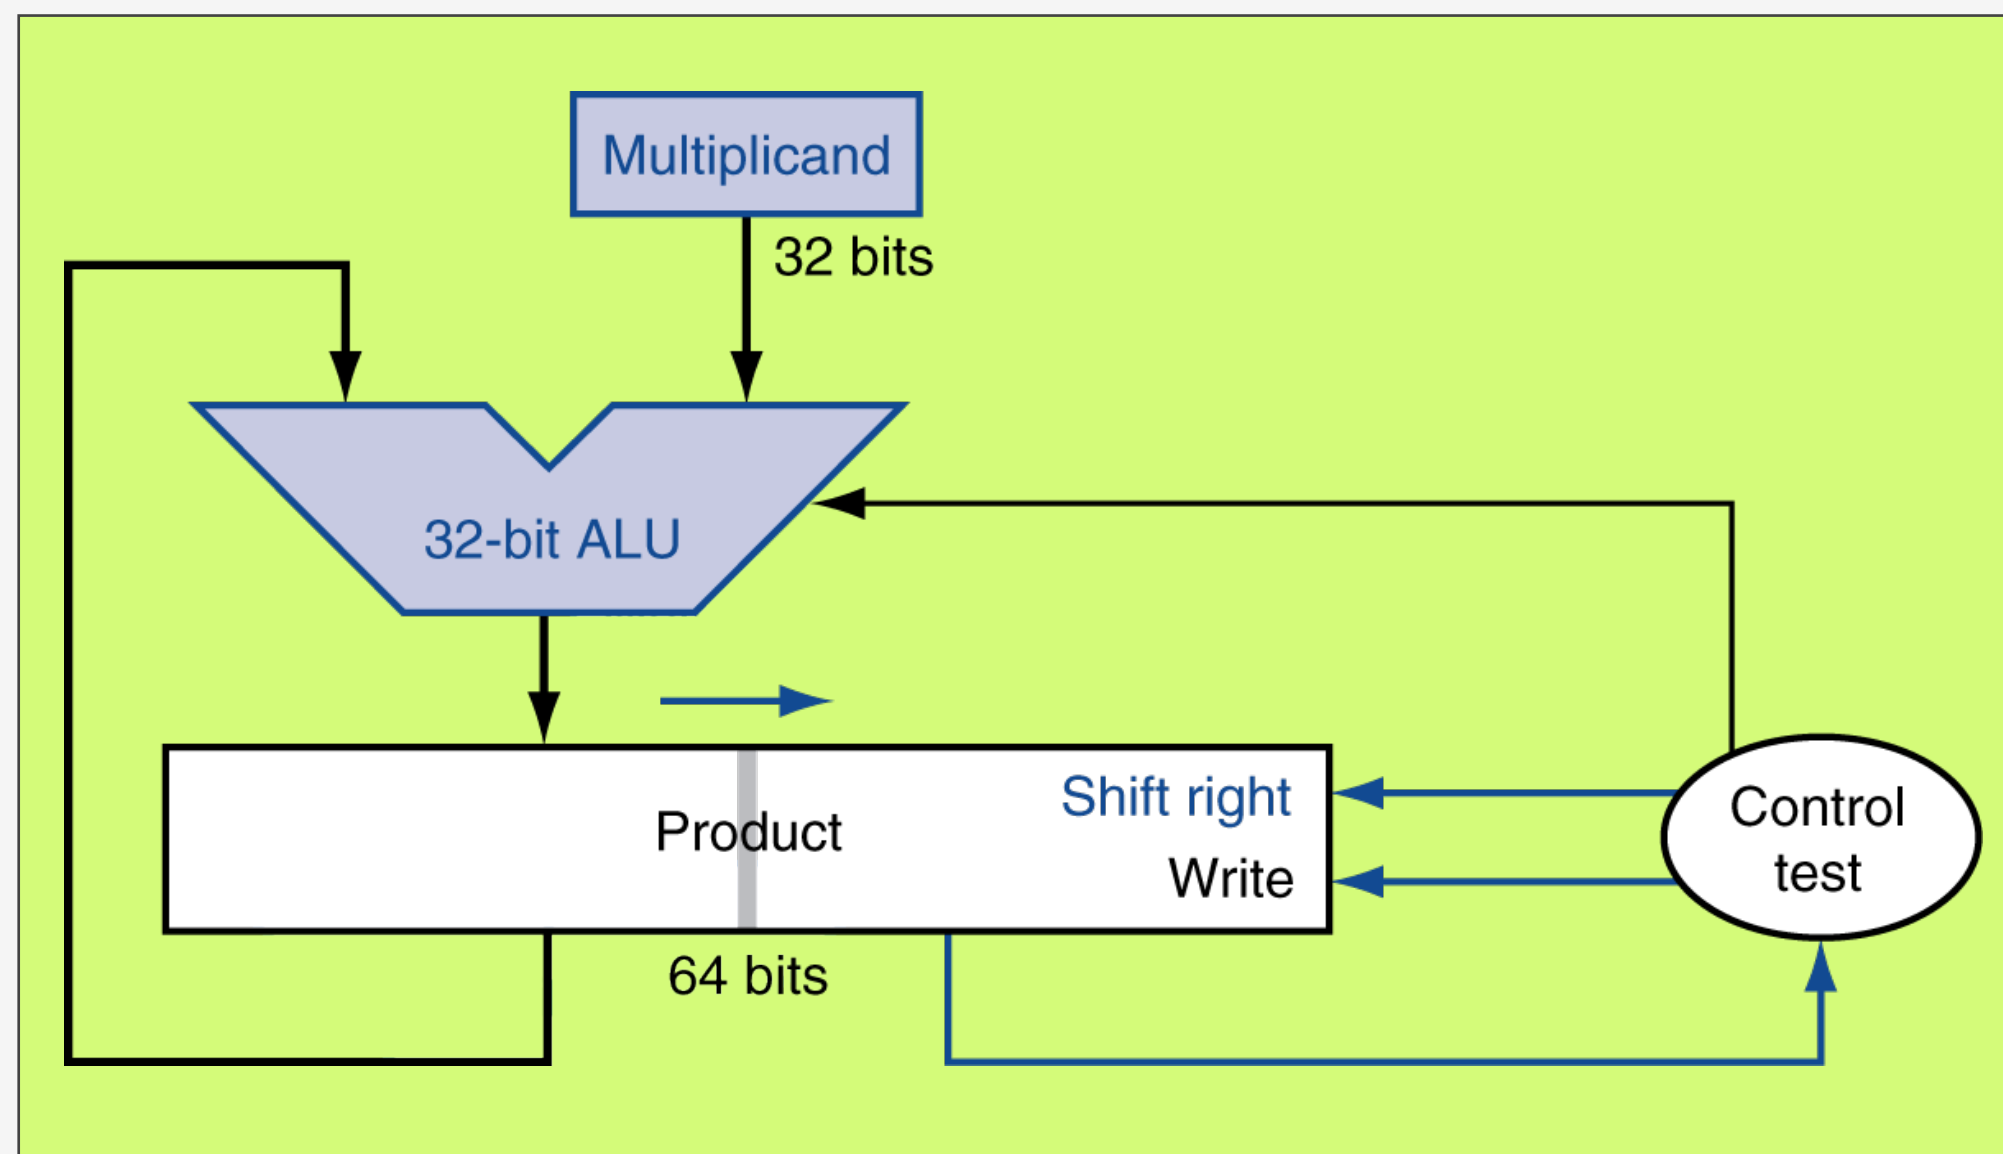 Multiplicand
32 bits
32-bit ALU
Shift right
Product
Write
Control
test
64 bits